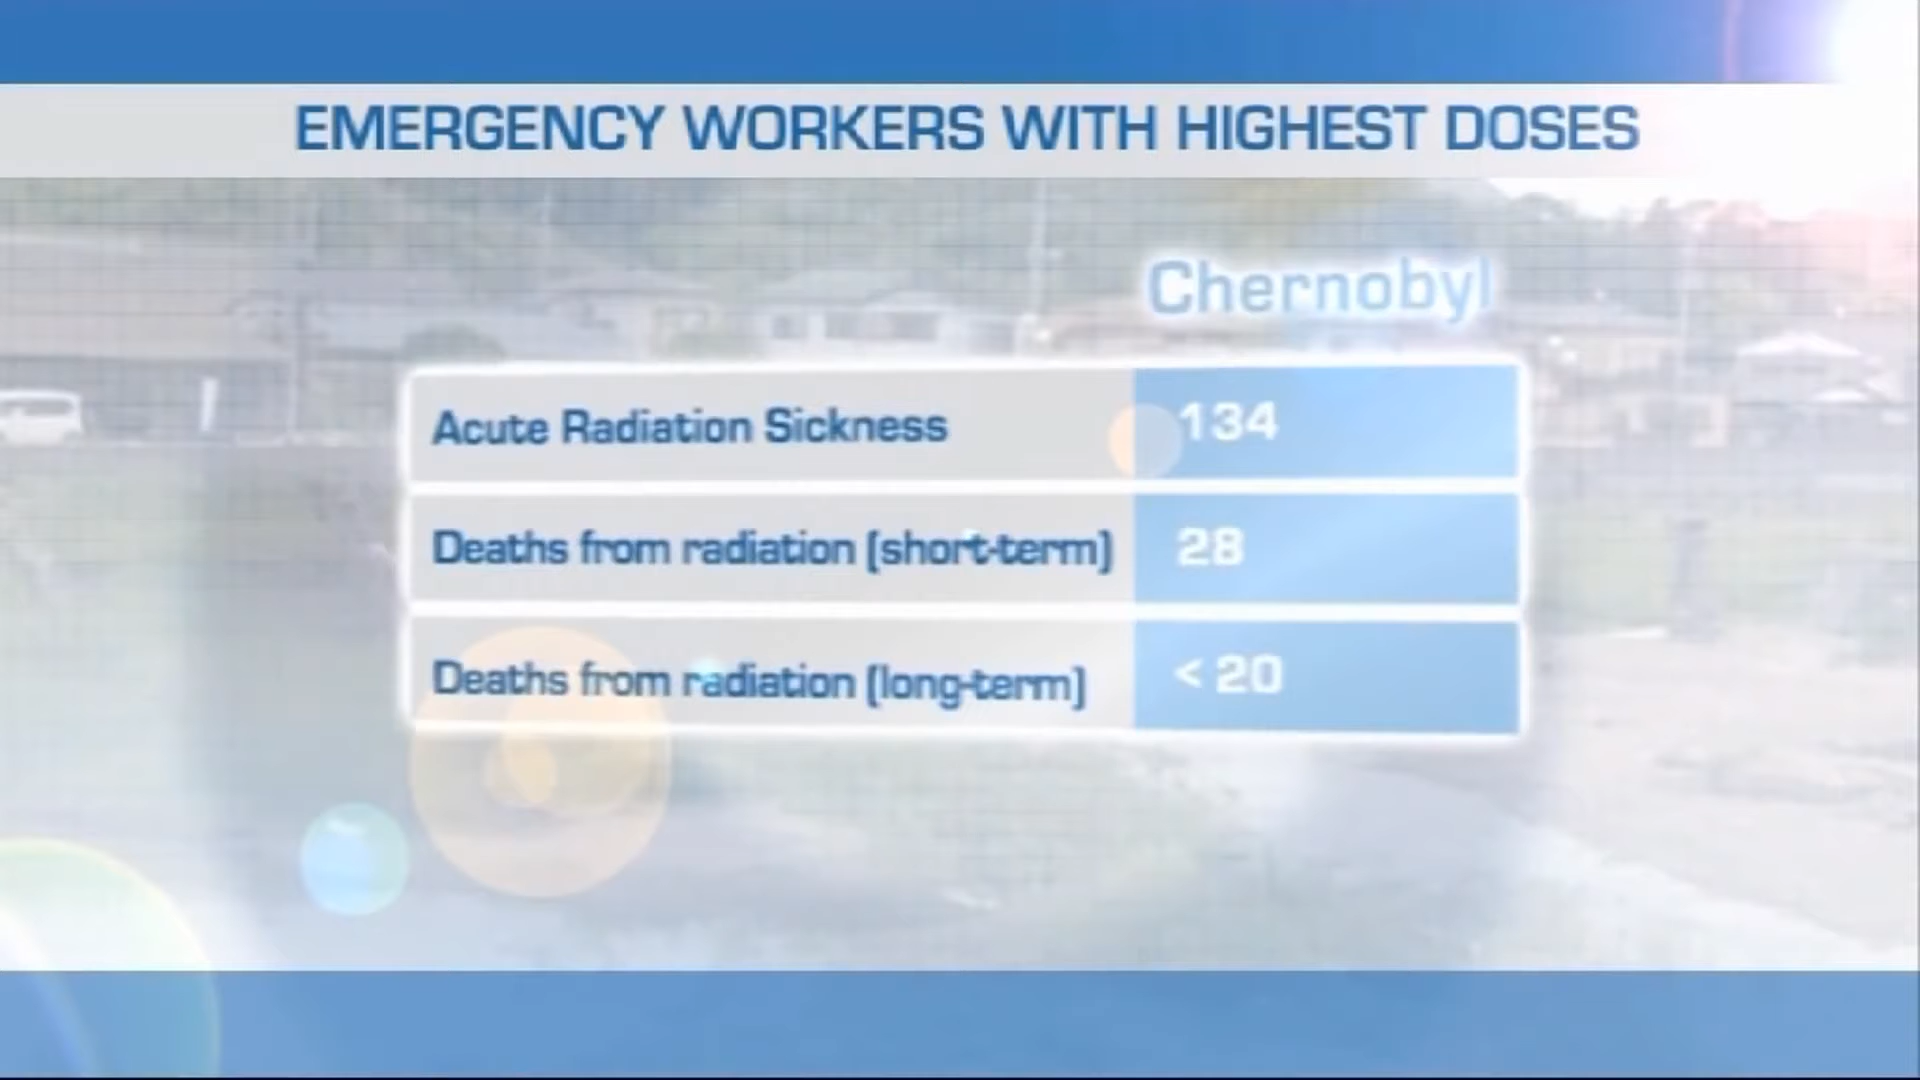 EMERGENCY WORKERS WITH HIGHEST DOSES
Chernobyl
Acute Radiation Sickness 134
Deaths from radiation (short-term) 28
Deaths from radiation (long-term) < 20